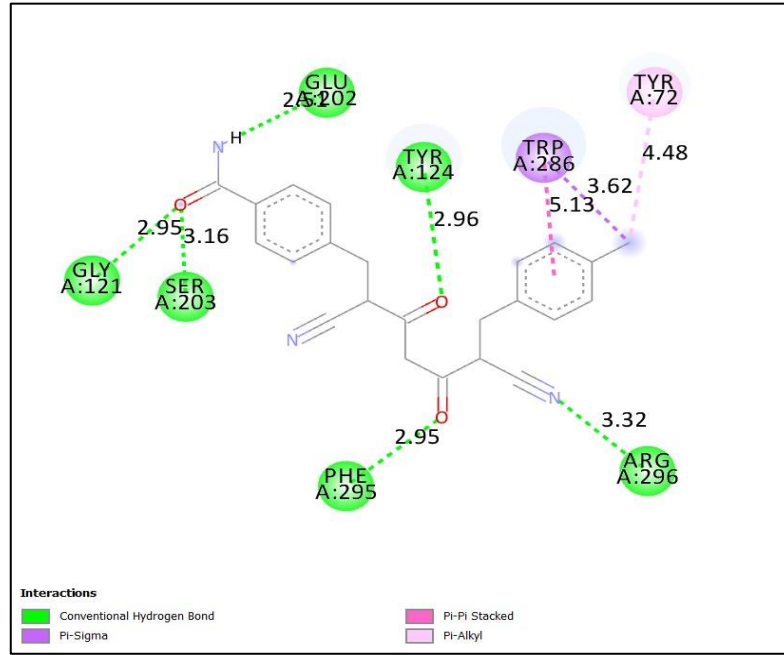 GLU
A:202
2.51
H
N
TYR
A:72
TYR
A:124
TRP
A:286
4.48
3.62
5.13
O
2.95
3.16
2.96
GLY
A:121
SER
A:203
O
N
N
O
3.32
2.95
PHE
A:295
ARG
A:296
Interactions
Conventional Hydrogen Bond
Pi-Sigma
Pi-Pi Stacked
Pi-Alkyl